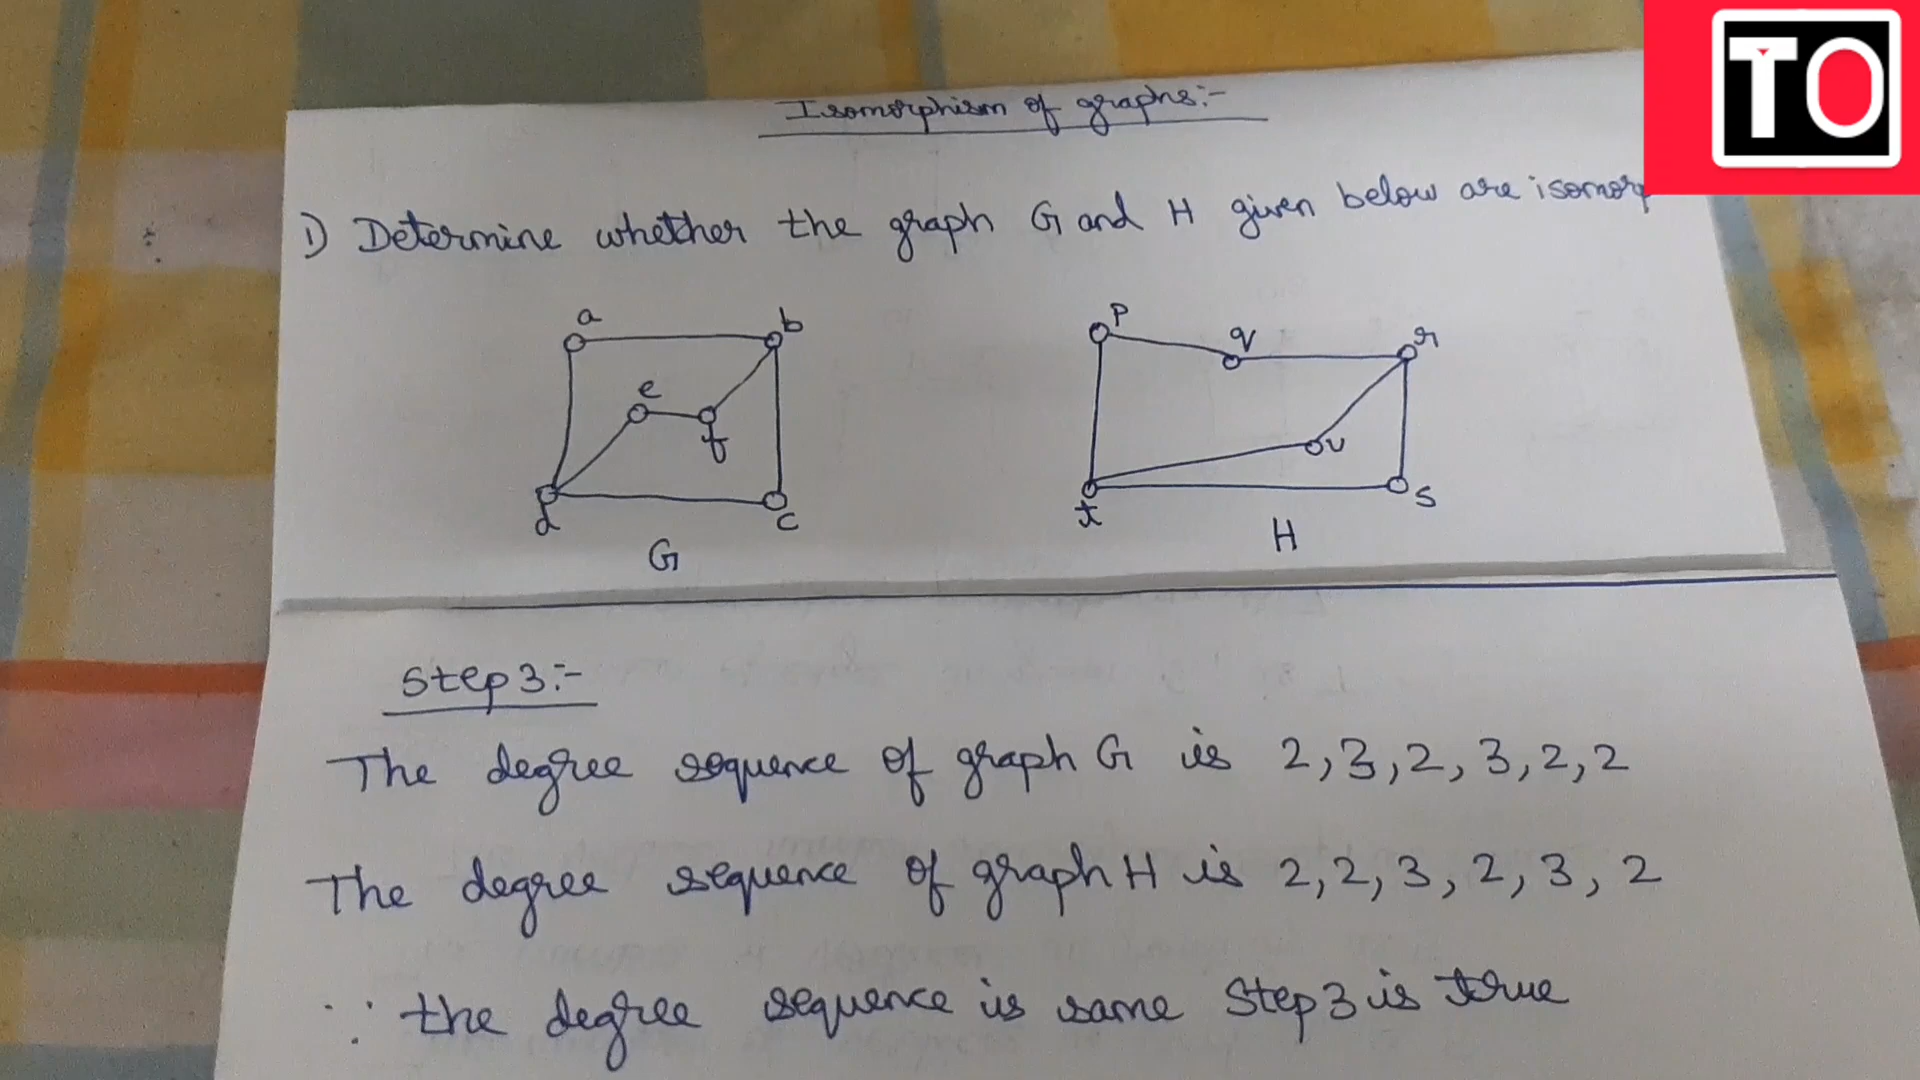 TO
Isomorphism of graphs:-
1) Determine whether the graph G and H given below are isomorp
a
b
e
f
d
c
G
p
q
r
u
t
s
H
Step 3:-
The degree sequence of graph G is 2,3,2,3,2,2
The degree sequence of graph H is 2,2,3,2,3,2
∵ the degree sequence is same Step 3 is true